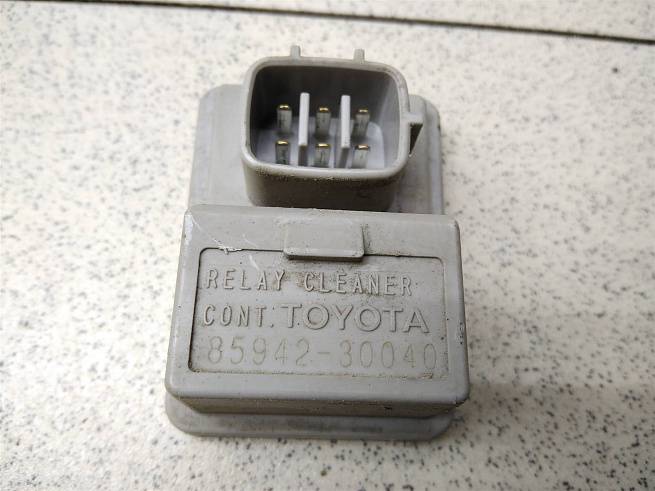 RELAY CLEANER
CONT. TOYOTA
85942-30040